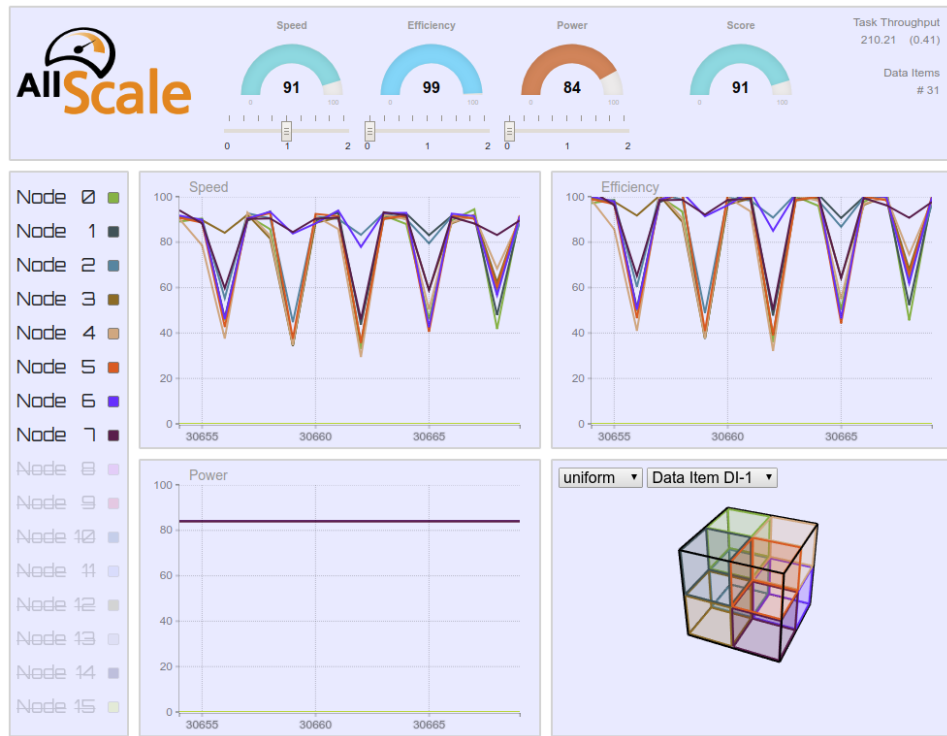 AllScale
Speed
91
0 100
0 1 2
Efficiency
99
0 100
0 1 2
Power
84
0 100
0 1 2
Score
91
0 100
Task Throughput
210.21 (0.41)
Data Items
# 31
Node 0
Node 1
Node 2
Node 3
Node 4
Node 5
Node 6
Node 7
Node 8
Node 9
Node 10
Node 11
Node 12
Node 13
Node 14
Node 15
Speed
100
80
60
40
20
0
30655 30660 30665
Efficiency
100
80
60
40
20
0
30655 30660 30665
Power
100
80
60
40
20
0
30655 30660 30665
uniform Data Item DI-1